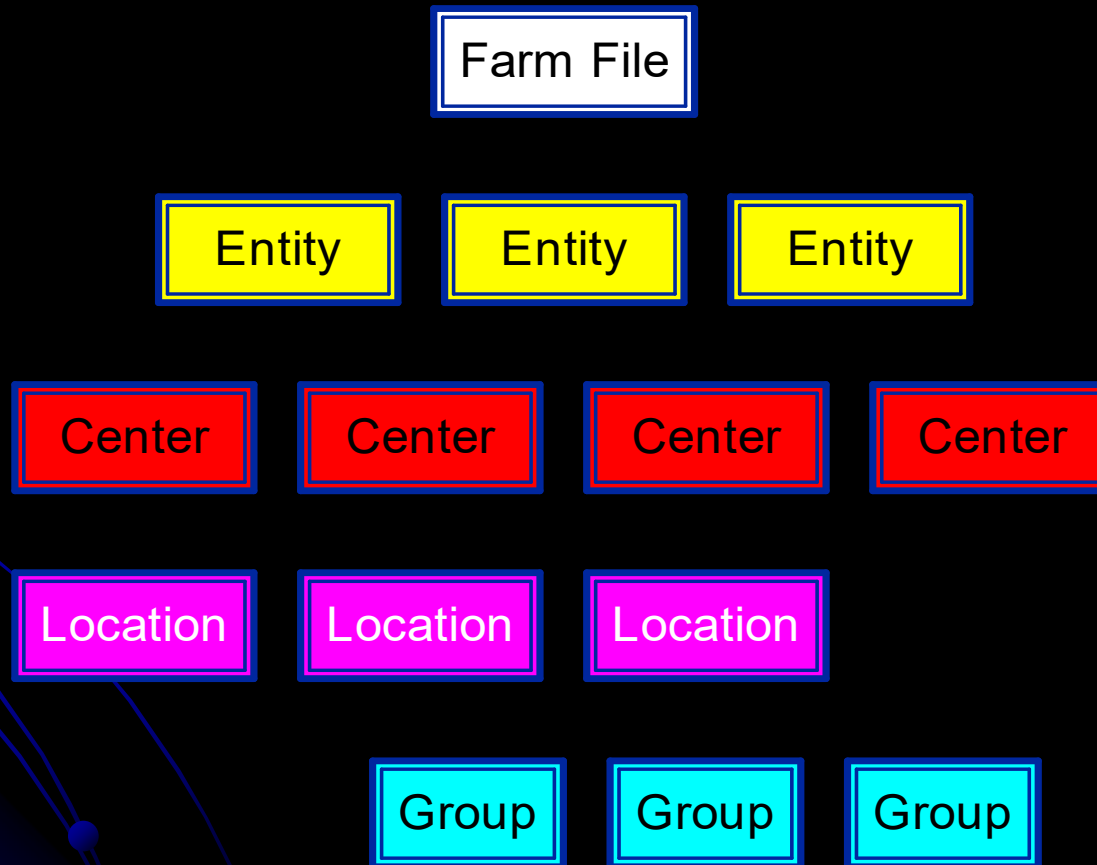 Farm File
Entity Entity Entity
Center Center Center Center
Location Location Location
Group Group Group